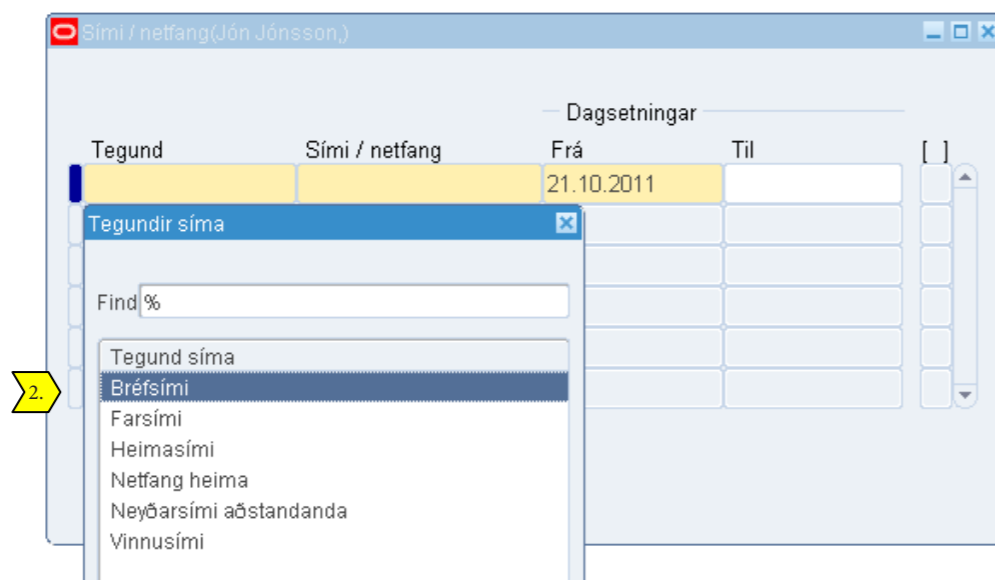 Sími / netfang(Jón Jónsson,)
Dagsetningar
Tegund Sími / netfang Frá Til [ ]
21.10.2011
Tegundir síma
Find %
Tegund síma
2. Bréfsími
Farsími
Heimasími
Netfang heima
Neyðarsími aðstandanda
Vinnusími